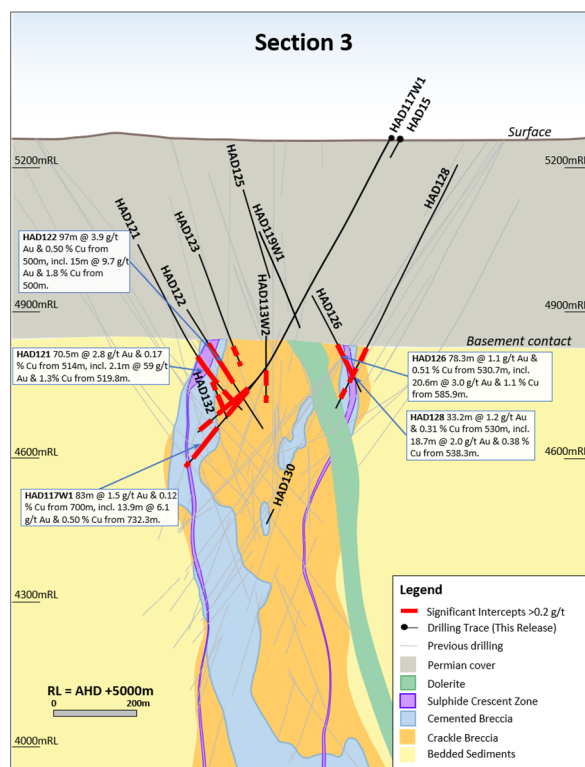 Section 3
HAD117W1
HAD15
Surface
5200mRL
5200mRL
HAD125
HAD128
HAD121
HAD123
HAD119W1
HAD122 97m @ 3.9 g/t
Au & 0.50 % Cu from
500m, incl. 15m @ 9.7 g/t
Au & 1.8 % Cu from
500m.
HAD122
HAD113W2
HAD126
4900mRL
4900mRL
Basement contact
HAD121 70.5m @ 2.8 g/t Au & 0.17
% Cu from 514m, incl. 2.1m @ 59 g/t
Au & 1.3% Cu from 519.8m.
HAD126 78.3m @ 1.1 g/t Au &
0.51 % Cu from 530.7m, incl.
20.6m @ 3.0 g/t Au & 1.1 % Cu
from 585.9m.
HAD132
HAD128 33.2m @ 1.2 g/t Au &
0.31 % Cu from 530m, incl.
18.7m @ 2.0 g/t Au & 0.38 %
Cu from 538.3m.
4600mRL
4600mRL
HAD130
HAD117W1 83m @ 1.5 g/t Au & 0.12
% Cu from 700m, incl. 13.9m @ 6.1
g/t Au & 0.50 % Cu from 732.3m.
4300mRL
Legend
Significant Intercepts >0.2 g/t
Drilling Trace (This Release)
Previous drilling
Permian cover
Dolerite
Sulphide Crescent Zone
Cemented Breccia
Crackle Breccia
Bedded Sediments
RL = AHD +5000m
0 200m
4000mRL